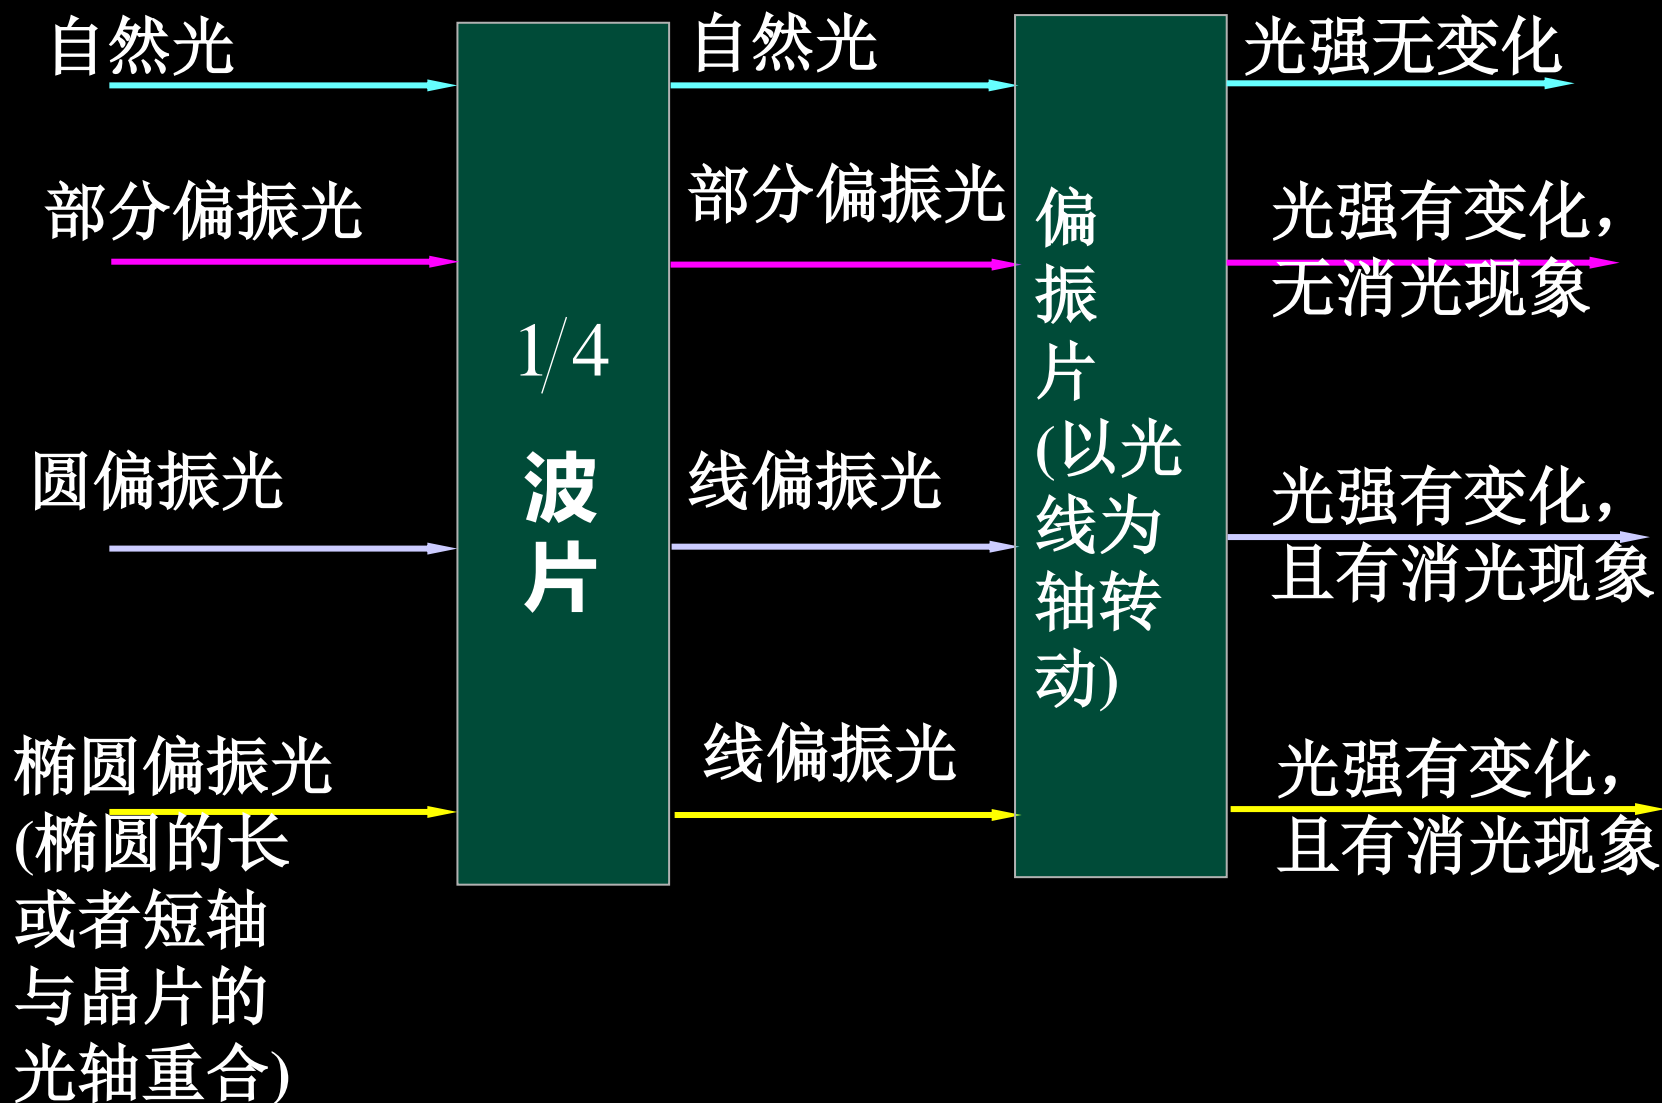 自然光
自然光
光强无变化
部分偏振光
部分偏振光
光强有变化，
无消光现象
1/4
波
片
偏
振
片
(以光
线为
轴转
动)
圆偏振光
线偏振光
光强有变化，
且有消光现象
椭圆偏振光
(椭圆的长
或者短轴
与晶片的
光轴重合)
线偏振光
光强有变化，
且有消光现象